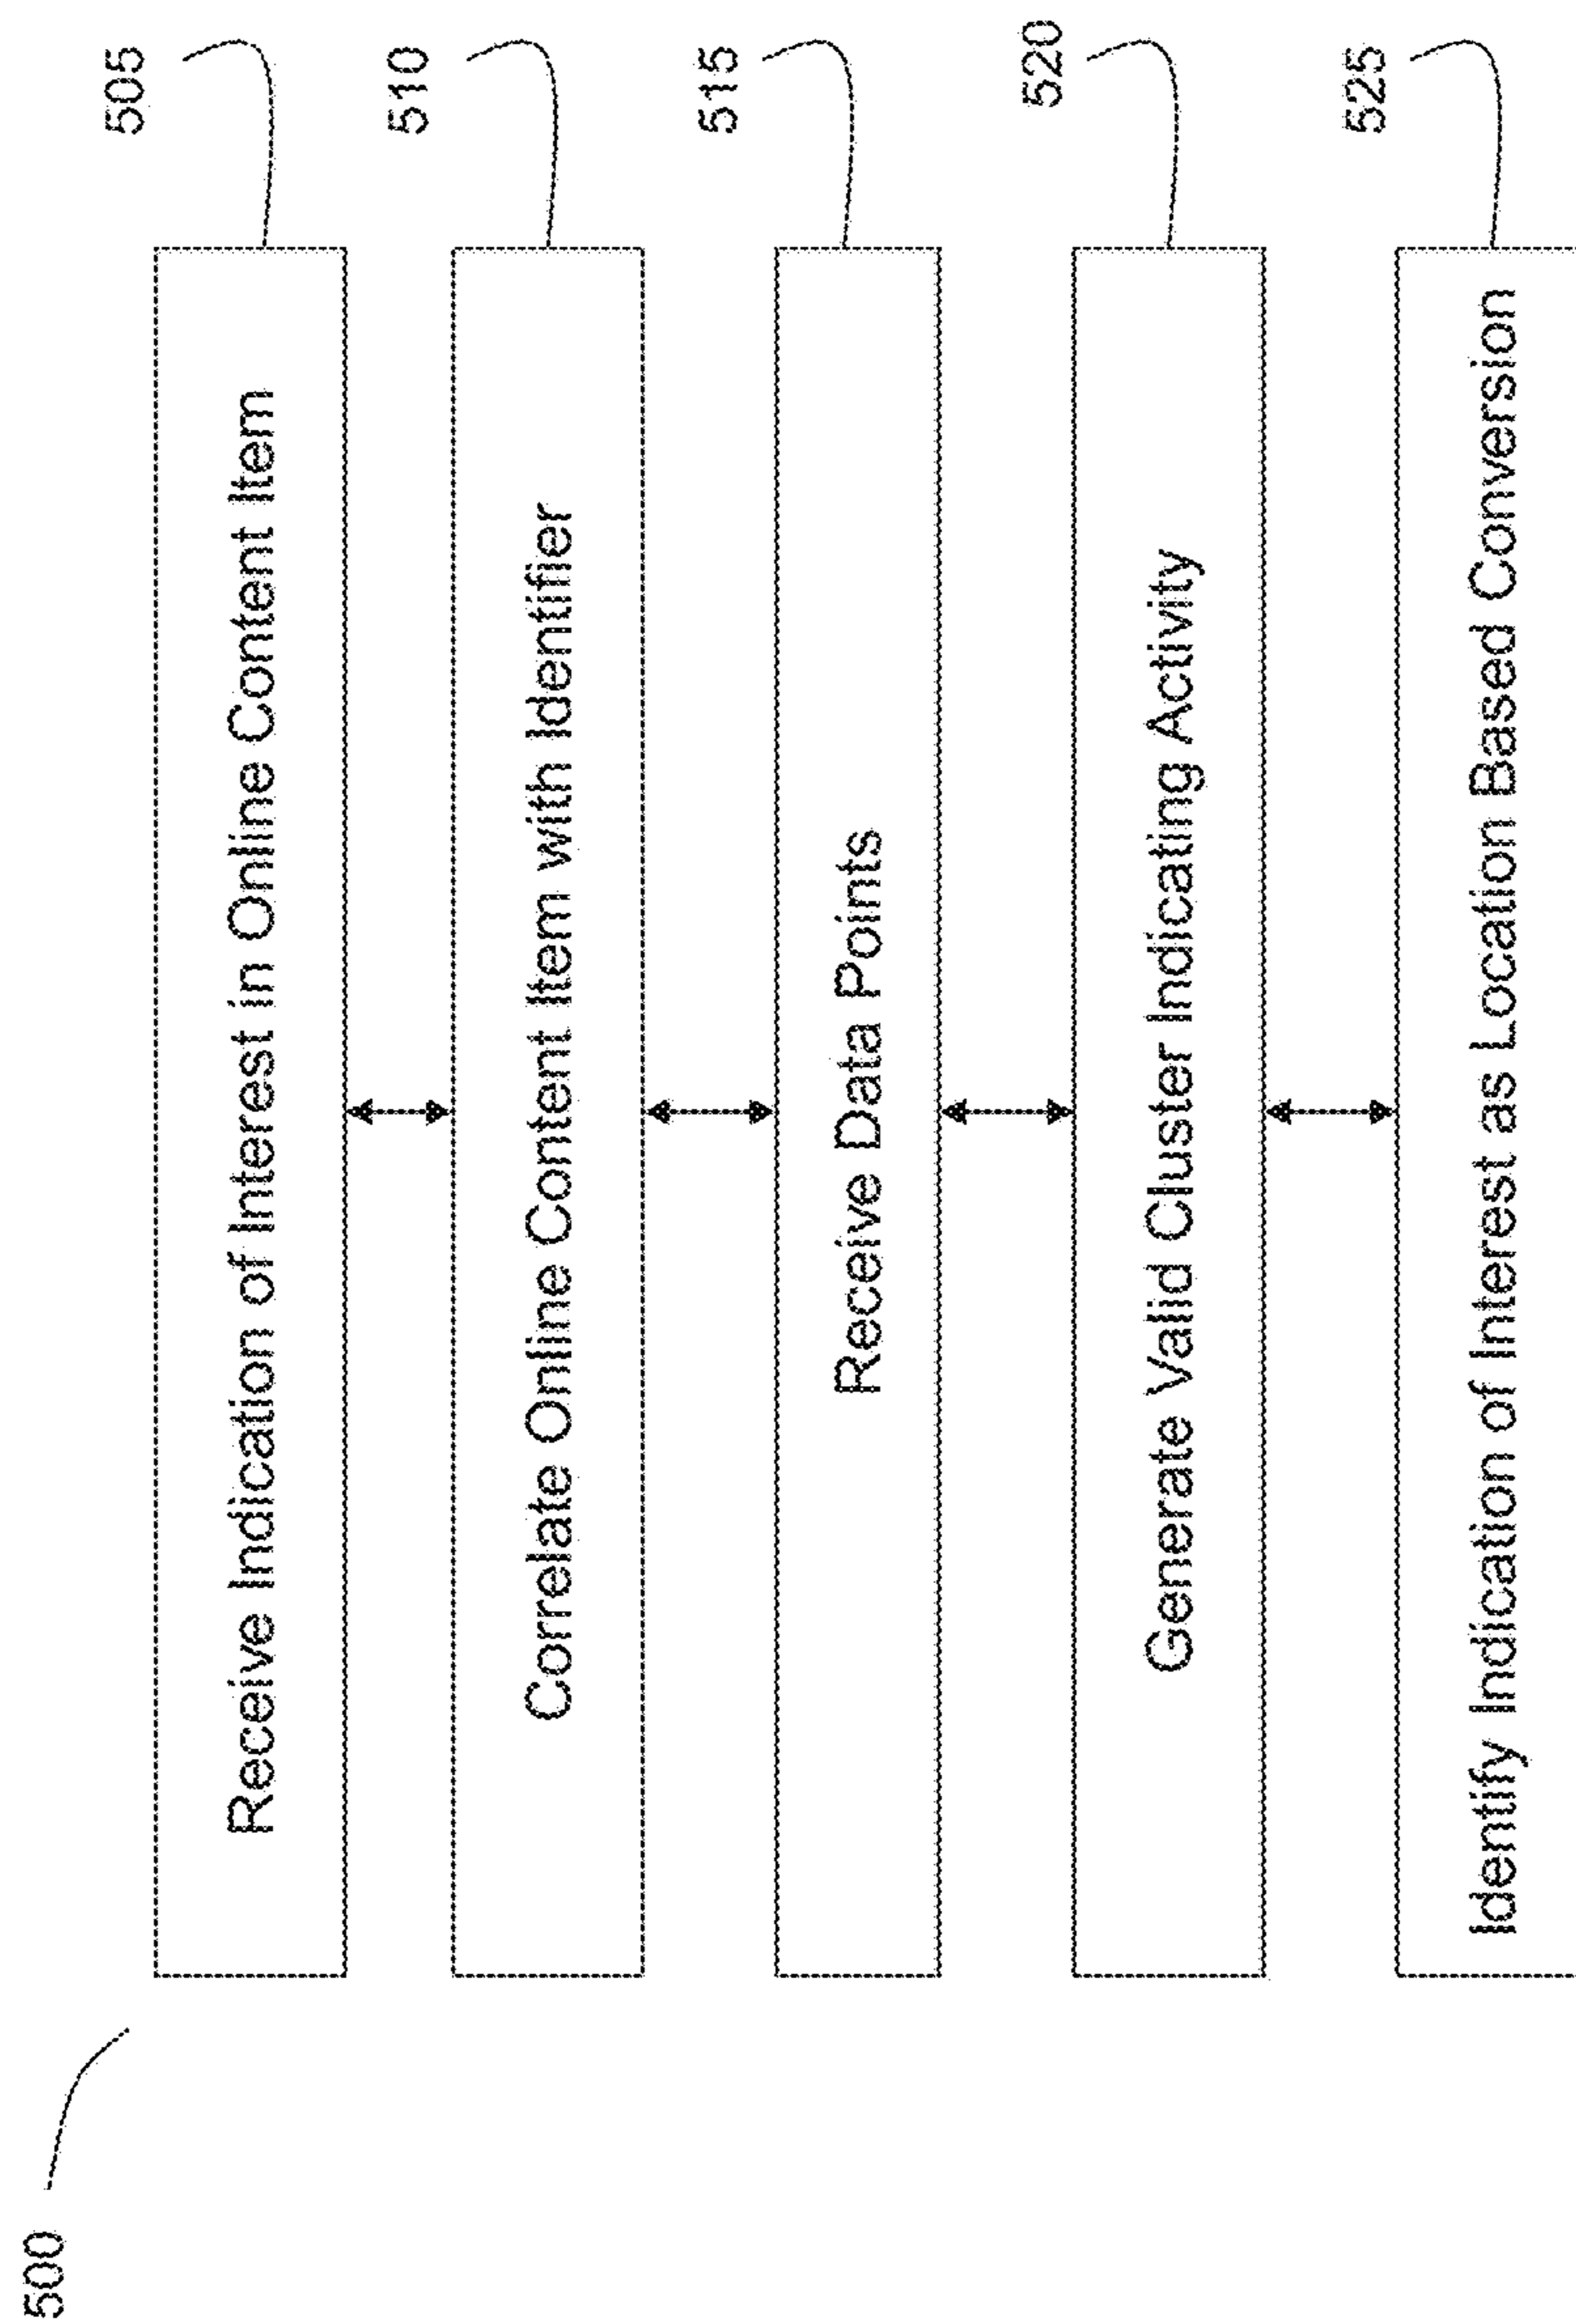 500
505
Receive Indication of Interest in Online Content Item
510
Correlate Online Content Item with Identifier
515
Receive Data Points
520
Generate Valid Cluster Indicating Activity
525
Identify Indication of Interest as Location Based Conversion